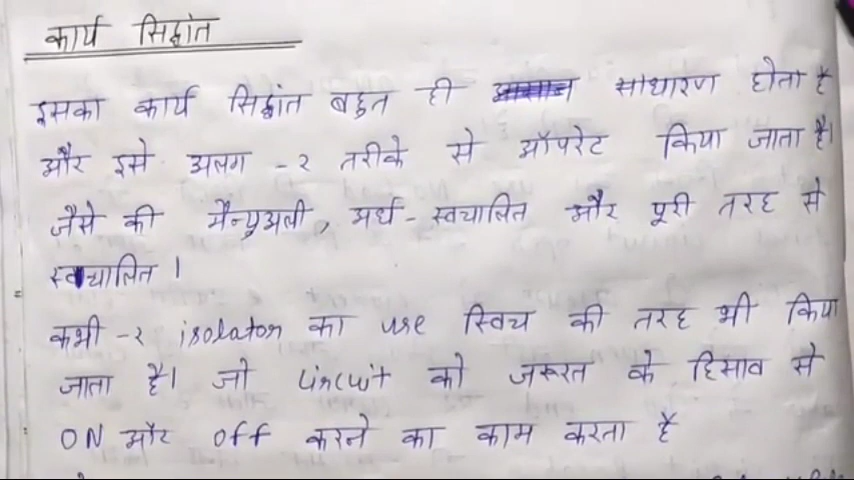 कार्य सिद्धांत
इसका कार्य सिद्धांत बहुत ही साधारण होता है
और इसे अलग -२ तरीके से ऑपरेट किया जाता है।
जैसे की मैन्युअली, अर्ध-स्वचालित और पूरी तरह से
स्वचालित।
कभी -२ isolator का use स्विच की तरह भी किया
जाता है। जो circuit को जरूरत के हिसाब से
ON और off करने का काम करता है